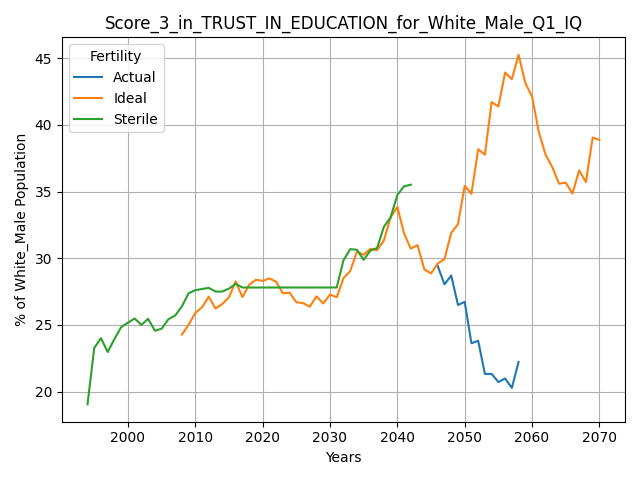 Score_3_in_TRUST_IN_EDUCATION_for_White_Male_Q1_IQ
Fertility
Actual
Ideal
Sterile
% of White_Male Population
45
40
35
30
25
20
2000 2010 2020 2030 2040 2050 2060 2070
Years